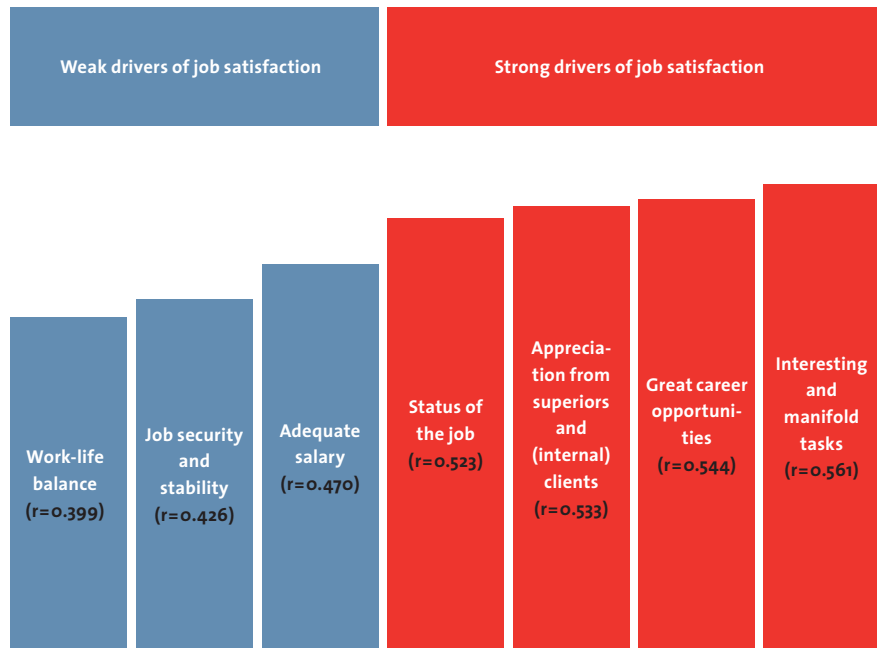 Weak drivers of job satisfaction
Strong drivers of job satisfaction
Work-life
balance
(r=0.399)
Job security
and
stability
(r=0.426)
Adequate
salary
(r=0.470)
Status of
the job
(r=0.523)
Apprecia-
tion from
superiors
and
(internal)
clients
(r=0.533)
Great career
opportuni-
ties
(r=0.544)
Interesting
and
manifold
tasks
(r=0.561)